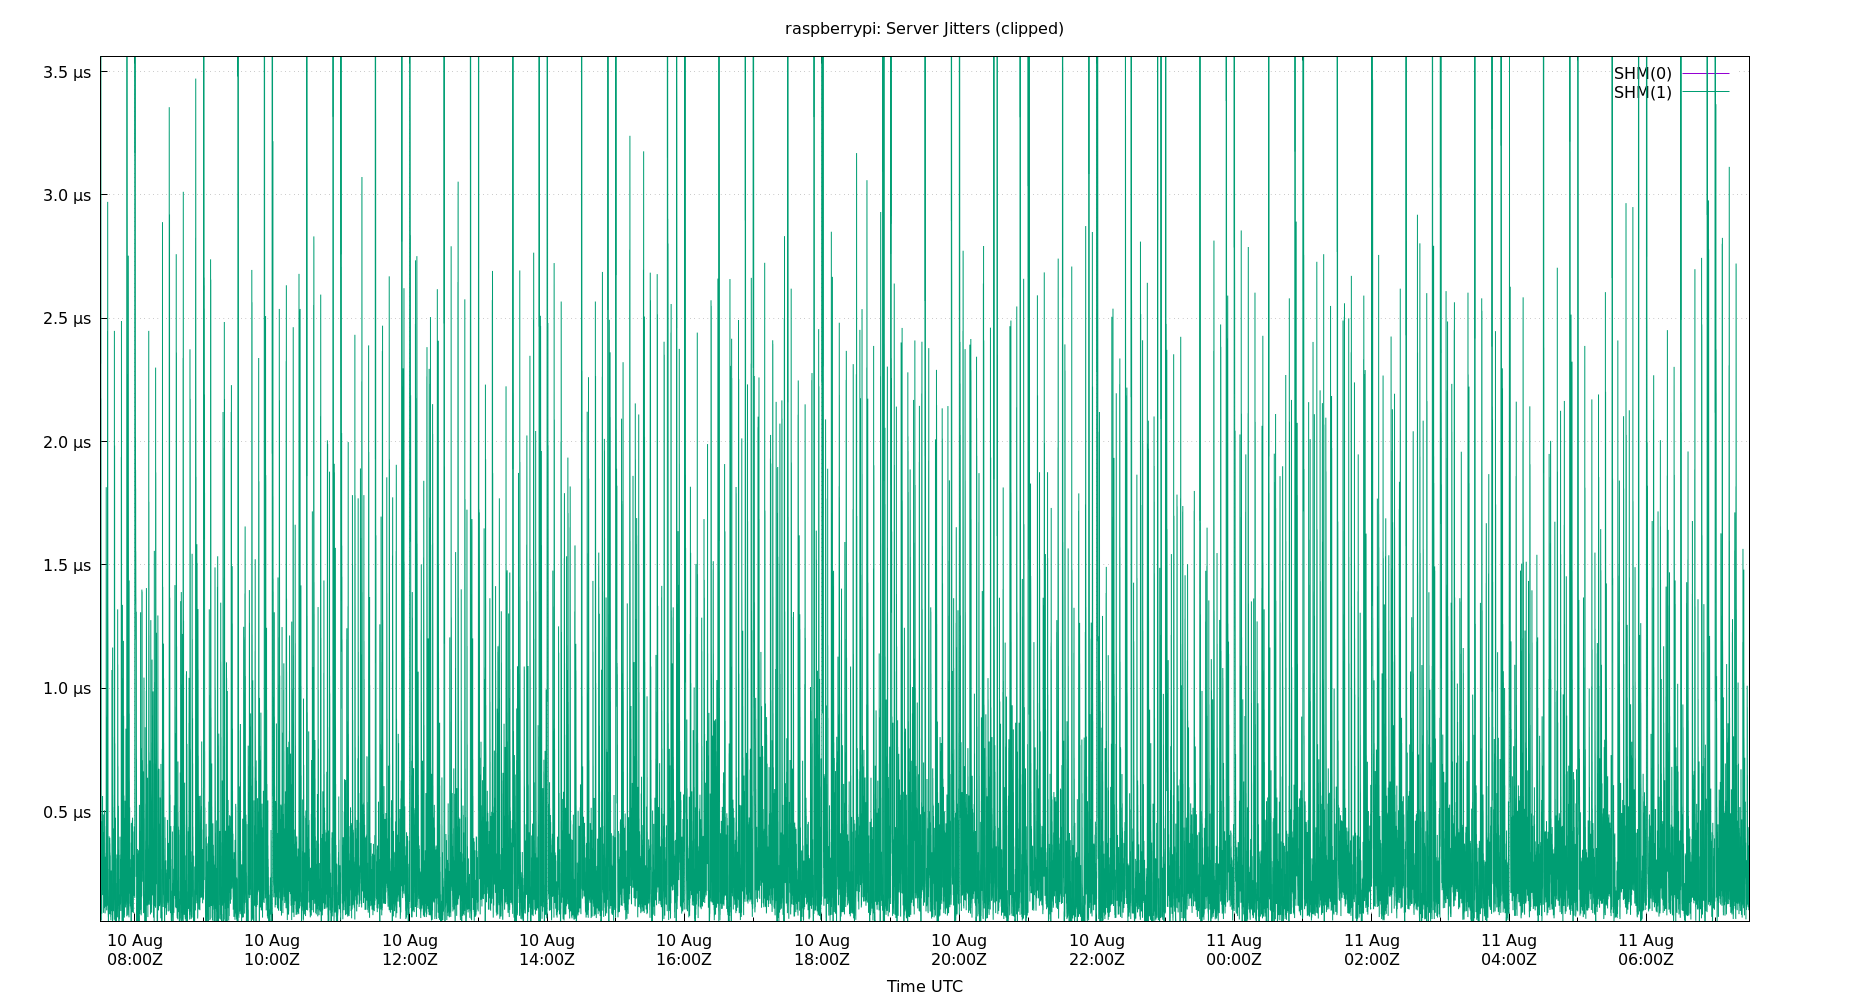 raspberrypi: Server Jitters (clipped)
3.5 µs
3.0 µs
2.5 µs
2.0 µs
1.5 µs
1.0 µs
0.5 µs
SHM(0)
SHM(1)
10 Aug 10 Aug 10 Aug 10 Aug 10 Aug 10 Aug 10 Aug 10 Aug 11 Aug 11 Aug 11 Aug 11 Aug
08:00Z 10:00Z 12:00Z 14:00Z 16:00Z 18:00Z 20:00Z 22:00Z 00:00Z 02:00Z 04:00Z 06:00Z
Time UTC